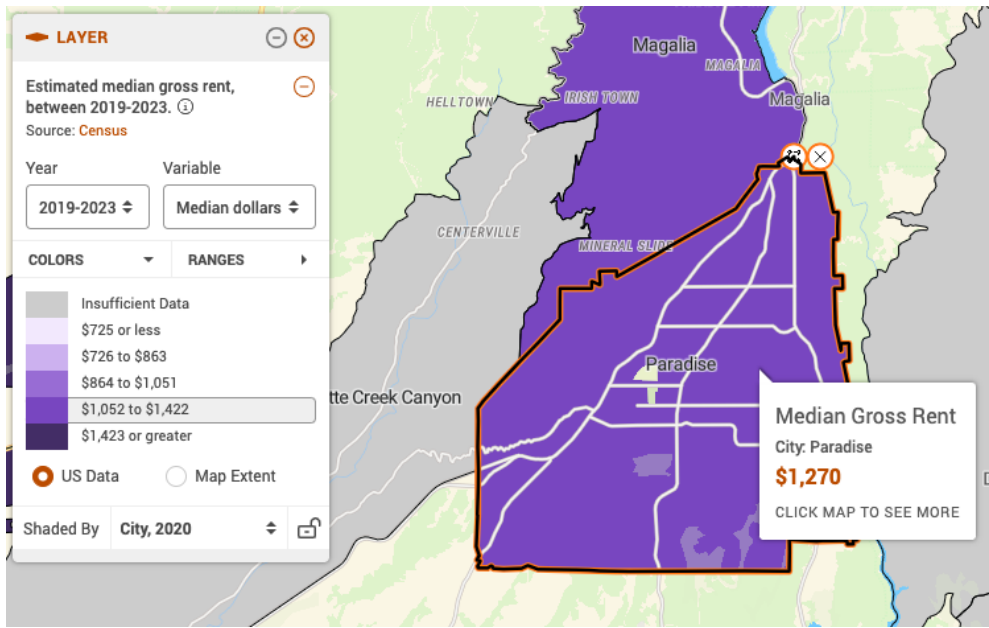 LAYER
Estimated median gross rent,
between 2019-2023.
Source: Census
Year
Variable
2019-2023
Median dollars
COLORS
RANGES
Insufficient Data
$725 or less
$726 to $863
$864 to $1,051
$1,052 to $1,422
$1,423 or greater
US Data
Map Extent
Shaded By
City, 2020
Magalia
MAGALIA
Magalia
HELLTOWN
IRISH TOWN
CENTERVILLE
MINERAL SLIDE
Paradise
tte Creek Canyon
Median Gross Rent
City: Paradise
$1,270
CLICK MAP TO SEE MORE